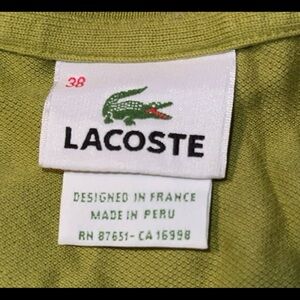 38
LACOSTE
DESIGNED IN FRANCE
MADE IN PERU
RN 87651-CA 16998